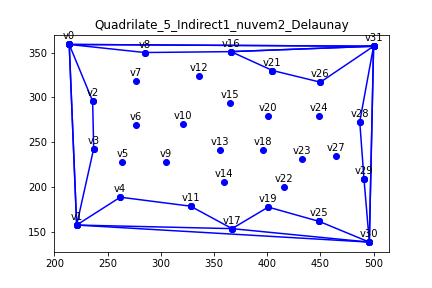 Quadrilate_5_Indirect1_nuvem2_Delaunay
v0 v31
v8 v16
350
v12 v21
v7 v26
300
v2 v15
v20 v24 v28
v6 v10
250
v3 v13 v18
v5 v9 v23 v27
200
v14 v29
v4 v22
v11 v19
150
v1 v17 v25
v30
200 250 300 350 400 450 500